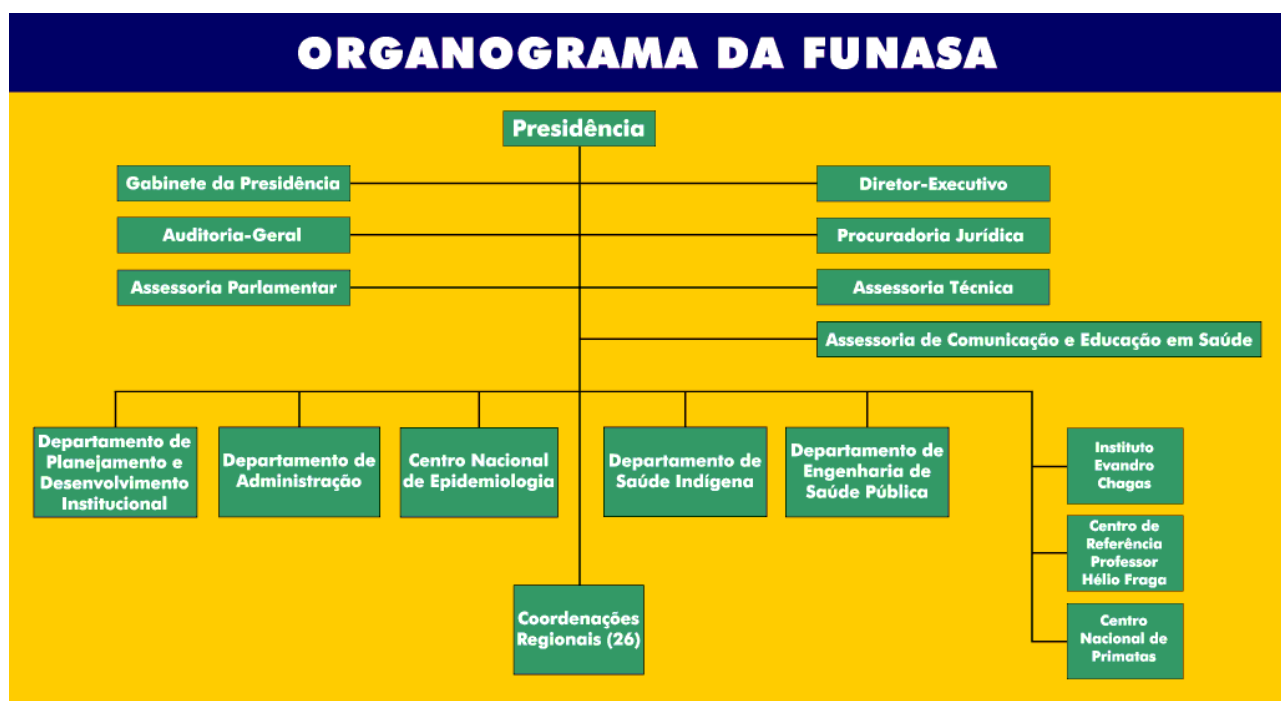 ORGANOGRAMA DA FUNASA
Presidência
Gabinete da Presidência
Diretor-Executivo
Auditoria-Geral
Procuradoria Jurídica
Assessoria Parlamentar
Assessoria Técnica
Assessoria de Comunicação e Educação em Saúde
Departamento de
Planejamento e
Desenvolvimento
Institucional
Departamento de
Administração
Centro Nacional
de Epidemiologia
Departamento de
Saúde Indígena
Departamento de
Engenharia de
Saúde Pública
Instituto
Evandro
Chagas
Centro de
Referência
Professor
Hélio Fraga
Centro
Nacional de
Primatas
Coordenações
Regionais (26)